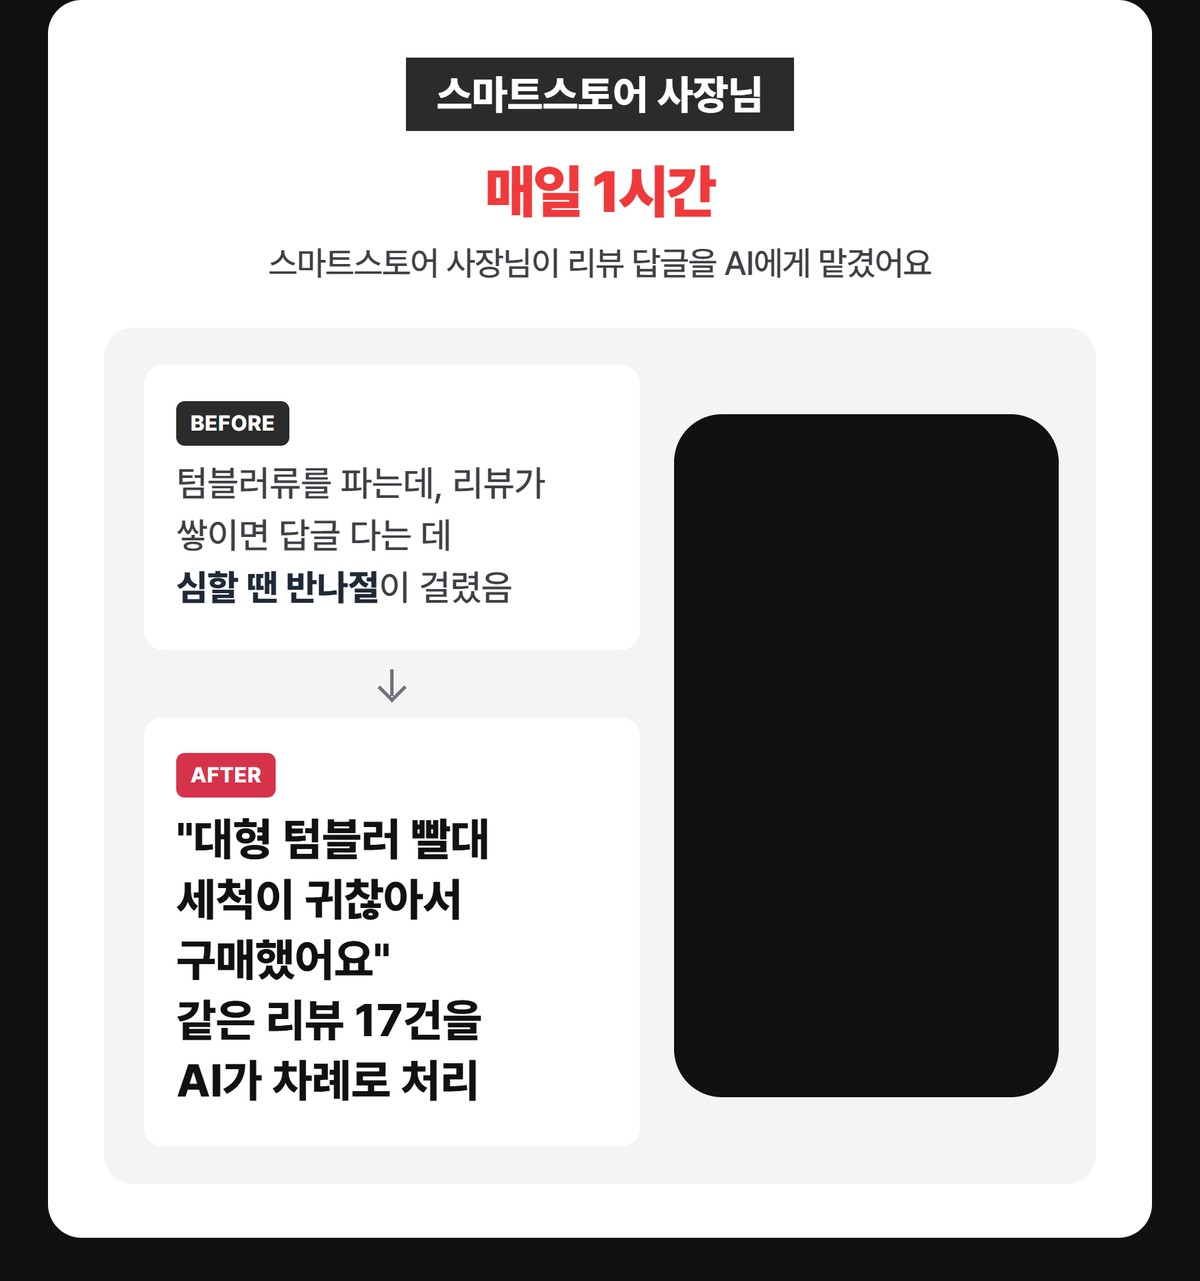 스마트스토어 사장님
매일 1시간
스마트스토어 사장님이 리뷰 답글을 AI에게 맡겼어요
BEFORE
텀블러류를 파는데, 리뷰가
쌓이면 답글 다는 데
심할 땐 반나절이 걸렸음
↓
AFTER
"대형 텀블러 빨대
세척이 귀찮아서
구매했어요"
같은 리뷰 17건을
AI가 차례로 처리